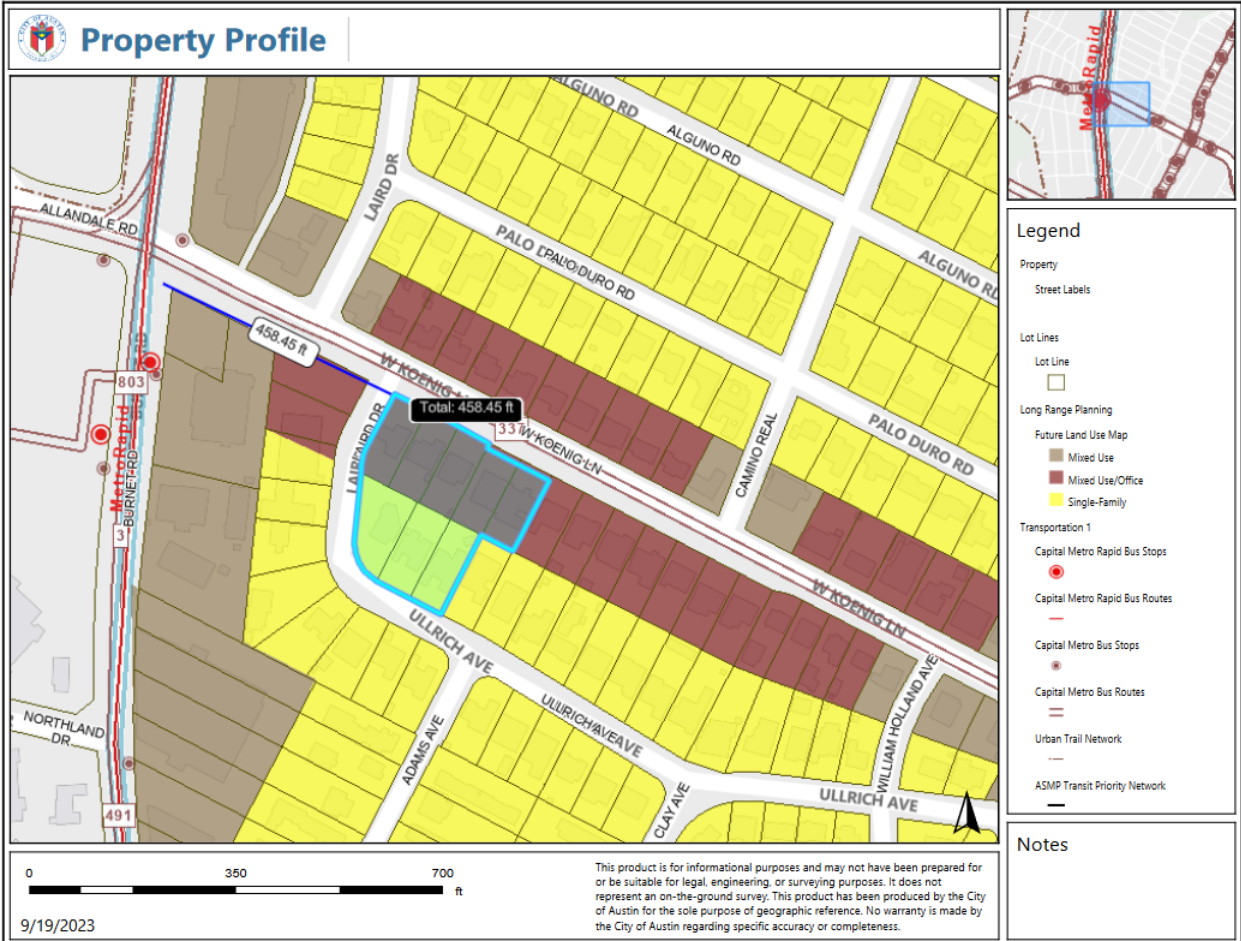 Property Profile
MetroRapid
ALGUNO RD
ALGUNO RD
LAIRD DR
ALLANDALE RD
PALO D
PALO DURO RD
ALGUNO RD
458.45 ft
W KOENIG LN
803
Total: 458.45 ft
337
W KOENIG LN
PALO DURO RD
CAMINO REAL
LAIRD DR
MetroRapid
BURNET RD
3
W KOENIG LN
ULLRICH AVE
NORTHLAND
DR
ADAMS AVE
ULLRICH AVE
AVE
WILLIAM HOLLAND AVE
CLAY AVE
ULLRICH AVE
491
Legend
Property
Street Labels
Lot Lines
Lot Line
Long Range Planning
Future Land Use Map
Mixed Use
Mixed Use/Office
Single-Family
Transportation 1
Capital Metro Rapid Bus Stops
Capital Metro Rapid Bus Routes
Capital Metro Bus Stops
Capital Metro Bus Routes
Urban Trail Network
ASMP Transit Priority Network
Notes
0 350 700
ft
9/19/2023
This product is for informational purposes and may not have been prepared for
or be suitable for legal, engineering, or surveying purposes. It does not
represent an on-the-ground survey. This product has been produced by the City
of Austin for the sole purpose of geographic reference. No warranty is made by
the City of Austin regarding specific accuracy or completeness.